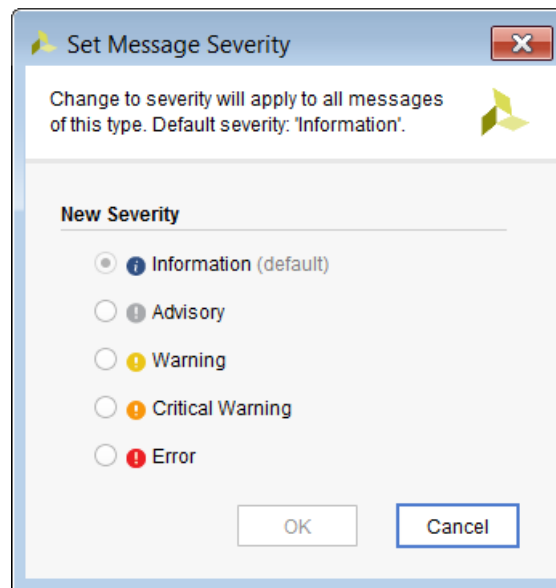 Set Message Severity
Change to severity will apply to all messages
of this type. Default severity: 'Information'.
New Severity
Information (default)
Advisory
Warning
Critical Warning
Error
OK
Cancel